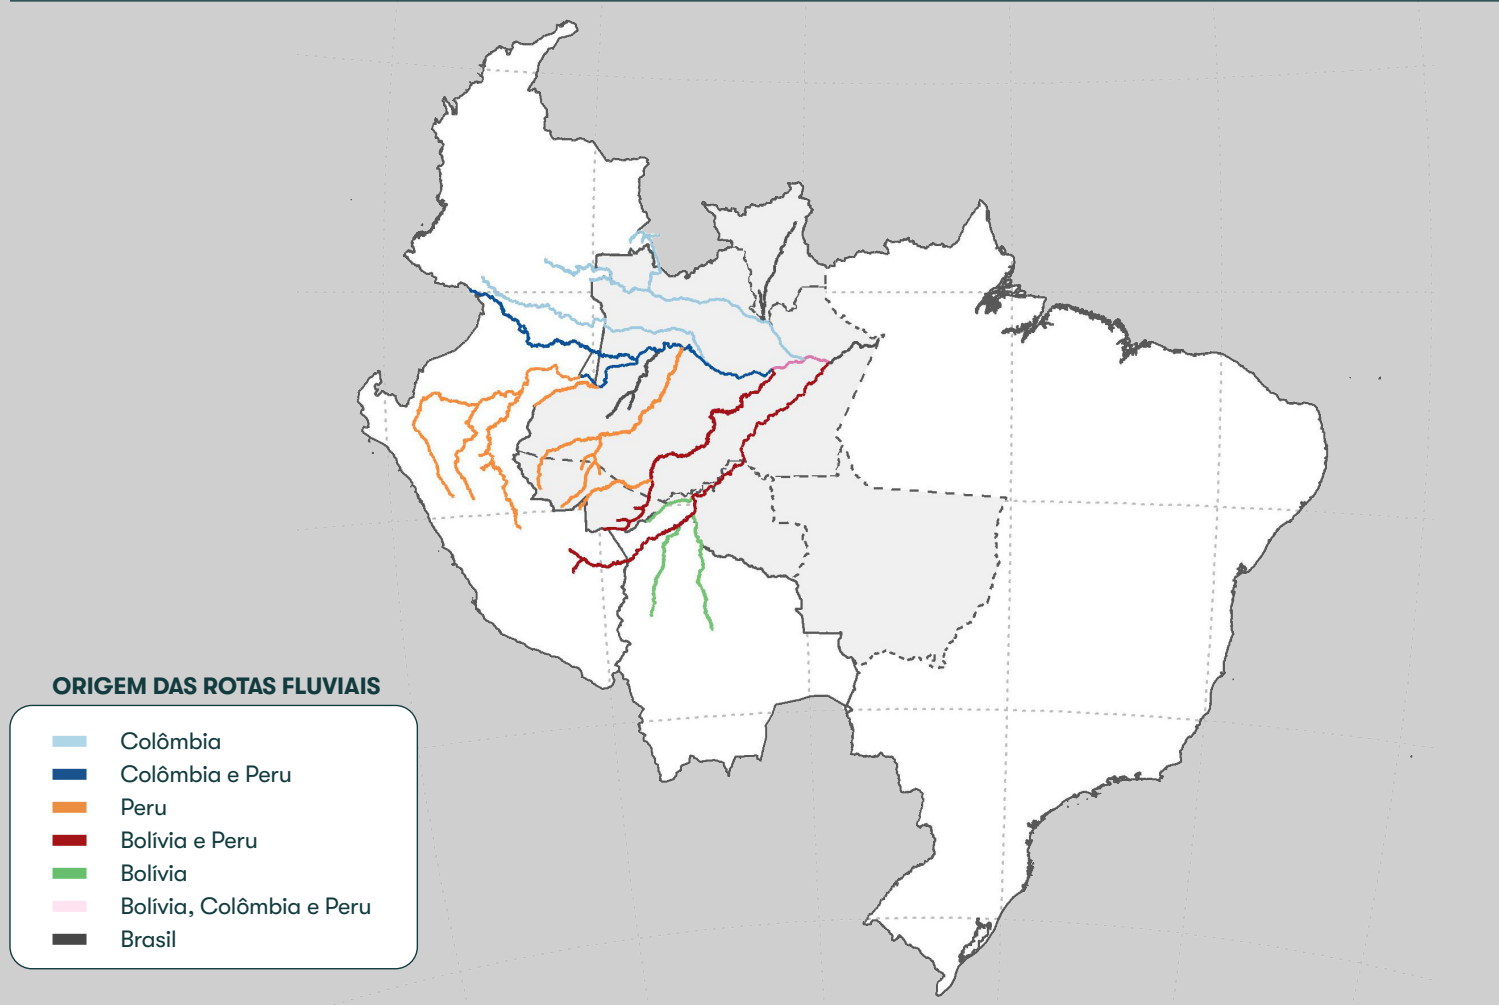 ORIGEM DAS ROTAS FLUVIAIS
Colômbia
Colômbia e Peru
Peru
Bolívia e Peru
Bolívia
Bolívia, Colômbia e Peru
Brasil